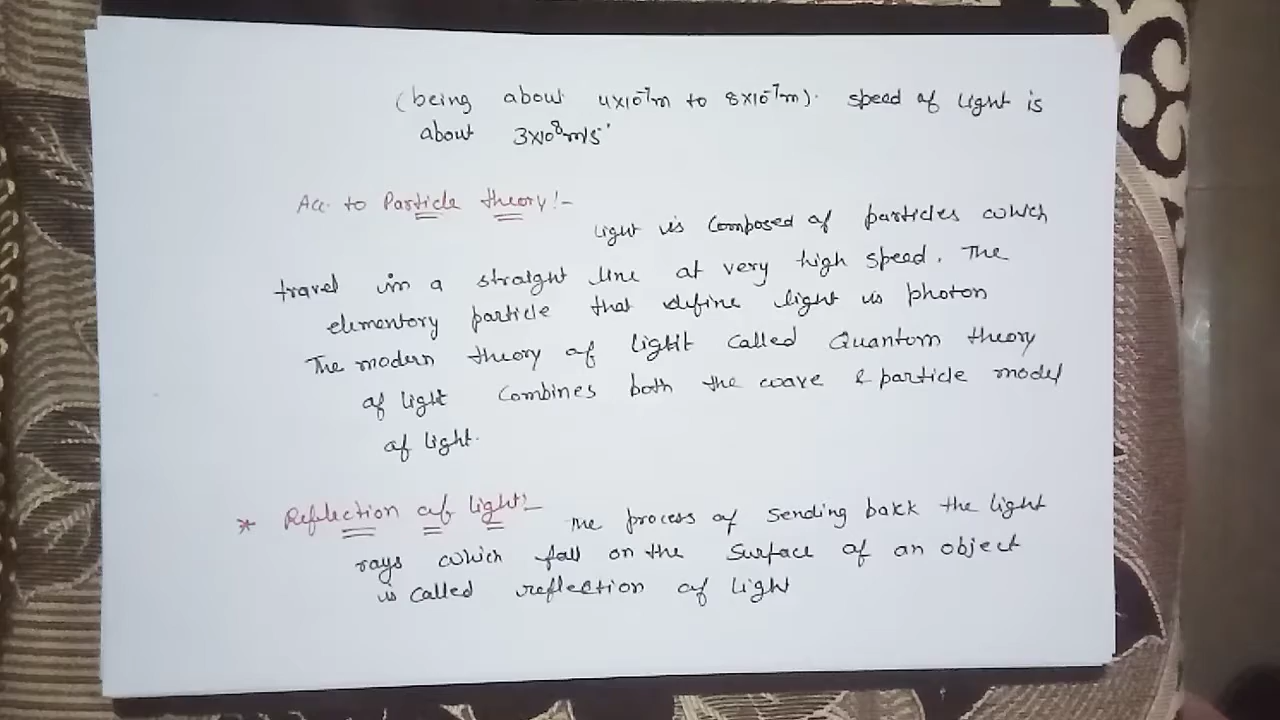 (being about 4x10⁻⁷m to 8x10⁻⁷m). speed of light is
about 3x10⁸m/s
Acc. to Particle theory:-
light is composed of particles which
travel in a straight line at very high speed. The
elementory particle that define light is photon
The modern theory of light called Quantom theory
of light combines both the wave & particle model
of light.
* Reflection of light:- The process of sending bakk the light
rays which fall on the surface of an object
is called reflection of light